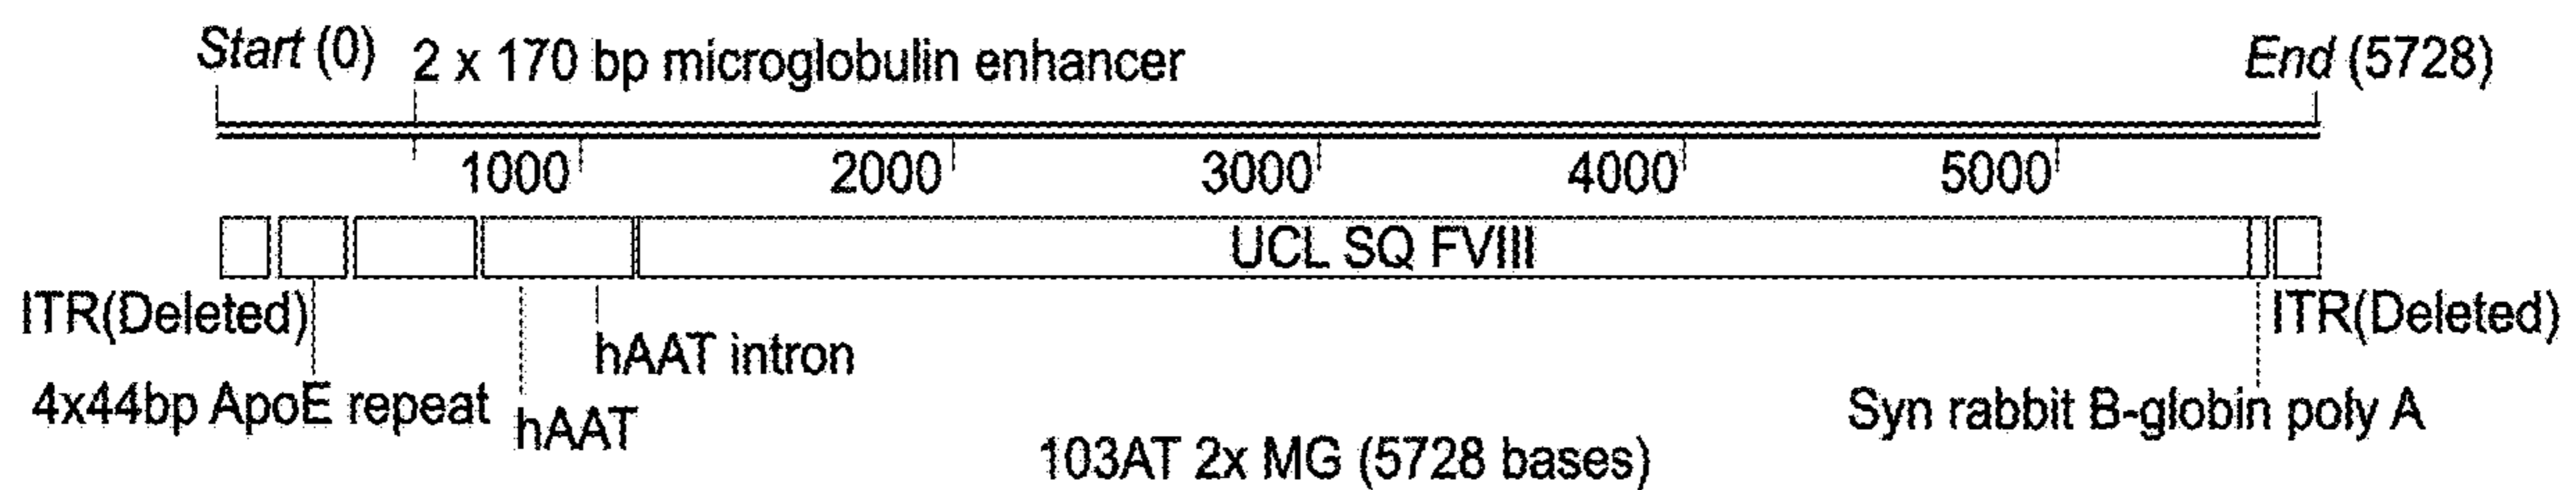 Start (0)
2 x 170 bp microglobulin enhancer
End (5728)
1000
2000
3000
4000
5000
UCL SQ FVIII
ITR(Deleted)
ITR(Deleted)
hAAT intron
4x44bp ApoE repeat
hAAT
Syn rabbit B-globin poly A
103AT 2x MG (5728 bases)